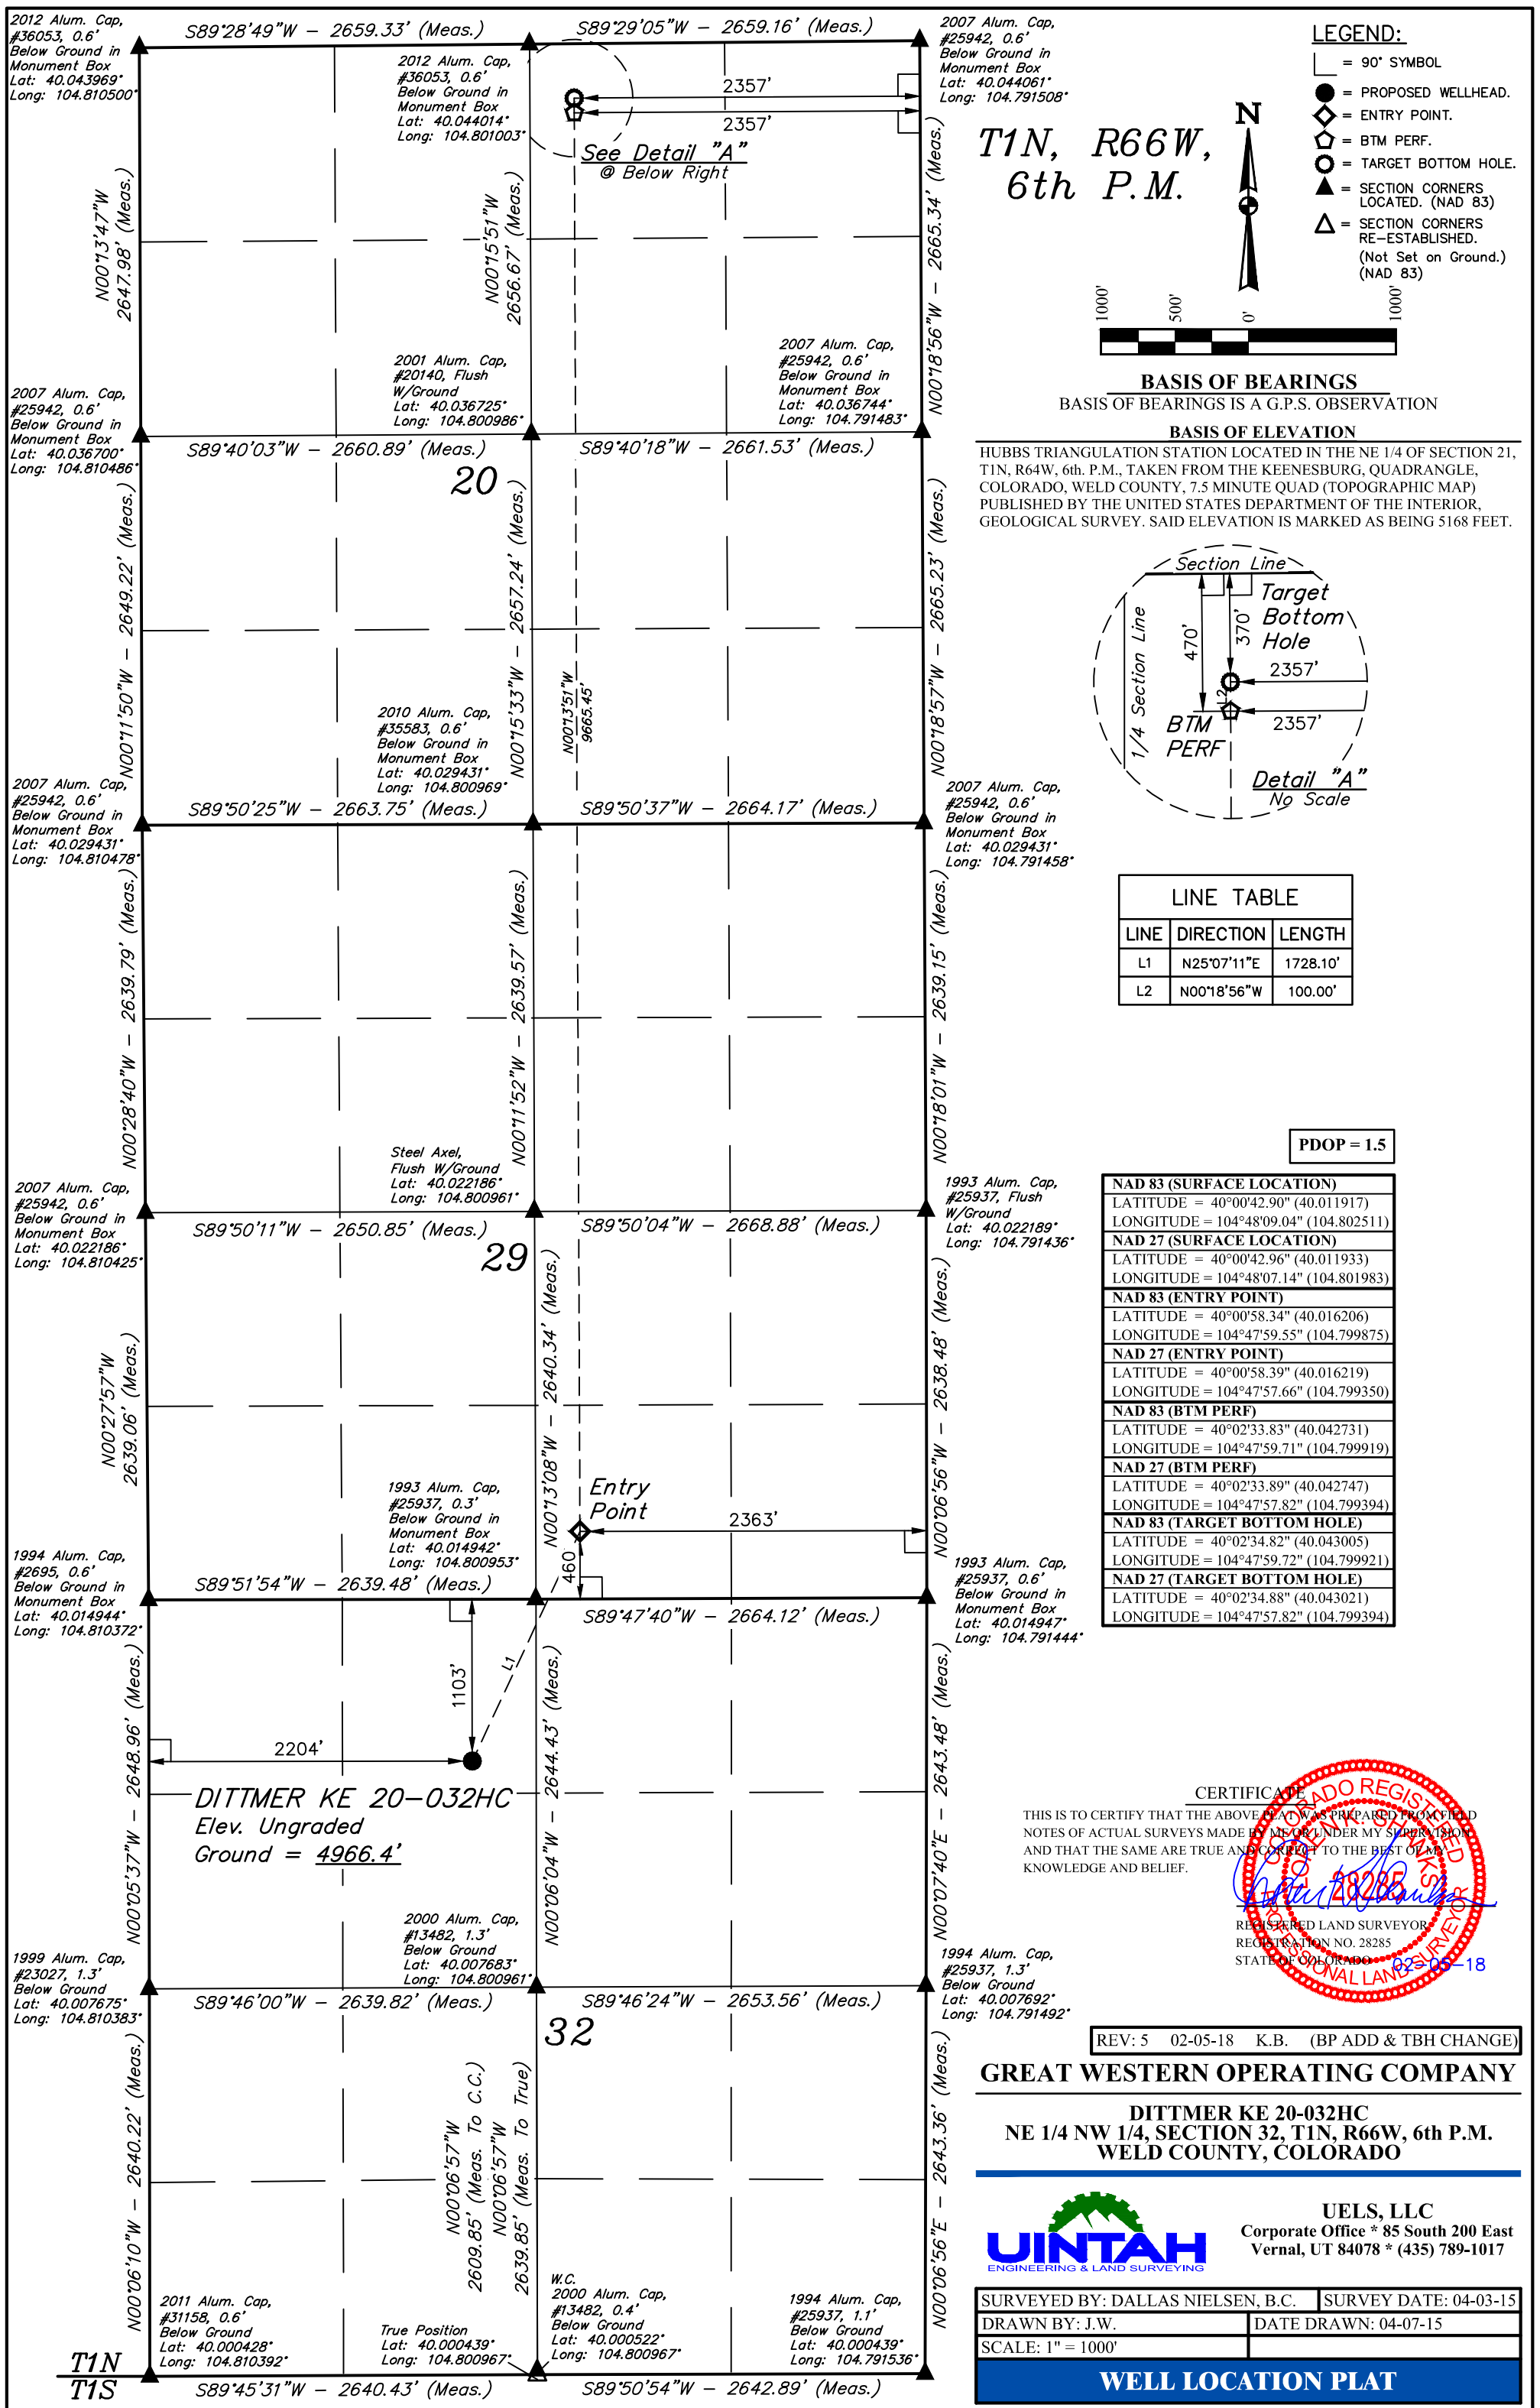 2012 Alum. Cap,
#36053, 0.6'
Below Ground in
Monument Box
Lat: 40.043969°
Long: 104.810500°
S89°28'49"W - 2659.33' (Meas.)
2012 Alum. Cap,
#36053, 0.6'
Below Ground in
Monument Box
Lat: 40.044014°
Long: 104.801003°
S89°29'05"W - 2659.16' (Meas.)
2007 Alum. Cap,
#25942, 0.6'
Below Ground in
Monument Box
Lat: 40.044061°
Long: 104.791508°
2357'
2357'
See Detail "A"
@ Below Right
N00°13'47"W
2647.98' (Meas.)
N00°15'51"W
2656.67' (Meas.)
N00°18'56"W - 2665.34' (Meas.)
2007 Alum. Cap,
#25942, 0.6'
Below Ground in
Monument Box
Lat: 40.036700°
Long: 104.810486°
2001 Alum. Cap,
#20140, Flush
W/Ground
Lat: 40.036725°
Long: 104.800986°
2007 Alum. Cap,
#25942, 0.6'
Below Ground in
Monument Box
Lat: 40.036744°
Long: 104.791483°
S89°40'03"W - 2660.89' (Meas.)
S89°40'18"W - 2661.53' (Meas.)
20
N00°11'50"W - 2649.22' (Meas.)
N00°15'33"W - 2657.24' (Meas.)
N00°13'51"W
9665.45'
N00°18'57"W - 2665.23' (Meas.)
2007 Alum. Cap,
#25942, 0.6'
Below Ground in
Monument Box
Lat: 40.029431°
Long: 104.810478°
2010 Alum. Cap,
#35583, 0.6'
Below Ground in
Monument Box
Lat: 40.029431°
Long: 104.800969°
2007 Alum. Cap,
#25942, 0.6'
Below Ground in
Monument Box
Lat: 40.029431°
Long: 104.791458°
S89°50'25"W - 2663.75' (Meas.)
S89°50'37"W - 2664.17' (Meas.)
N00°28'40"W - 2639.79' (Meas.)
N00°11'52"W - 2639.57' (Meas.)
N00°18'01"W - 2639.15' (Meas.)
2007 Alum. Cap,
#25942, 0.6'
Below Ground in
Monument Box
Lat: 40.022186°
Long: 104.810425°
Steel Axel,
Flush W/Ground
Lat: 40.022186°
Long: 104.800961°
1993 Alum. Cap,
#25937, Flush
W/Ground
Lat: 40.022189°
Long: 104.791436°
S89°50'11"W - 2650.85' (Meas.)
S89°50'04"W - 2668.88' (Meas.)
29
N00°27'57"W
2639.06' (Meas.)
N00°13'08"W - 2640.34' (Meas.)
N00°06'56"W - 2638.48' (Meas.)
1994 Alum. Cap,
#2695, 0.6'
Below Ground in
Monument Box
Lat: 40.014944°
Long: 104.810372°
1993 Alum. Cap,
#25937, 0.3'
Below Ground in
Monument Box
Lat: 40.014942°
Long: 104.800953°
Entry
Point
2363'
460'
1993 Alum. Cap,
#25937, 0.6'
Below Ground in
Monument Box
Lat: 40.014947°
Long: 104.791444°
S89°51'54"W - 2639.48' (Meas.)
S89°47'40"W - 2664.12' (Meas.)
1103'
L1
2204'
DITTMER KE 20-032HC
Elev. Ungraded
Ground = 4966.4'
N00°05'37"W - 2648.96' (Meas.)
N00°06'04"W - 2644.43' (Meas.)
N00°07'40"E - 2643.48' (Meas.)
1999 Alum. Cap,
#23027, 1.3'
Below Ground
Lat: 40.007675°
Long: 104.810383°
2000 Alum. Cap,
#13482, 1.3'
Below Ground
Lat: 40.007683°
Long: 104.800961°
1994 Alum. Cap,
#25937, 1.3'
Below Ground
Lat: 40.007692°
Long: 104.791492°
S89°46'00"W - 2639.82' (Meas.)
S89°46'24"W - 2653.56' (Meas.)
32
N00°06'10"W - 2640.22' (Meas.)
N00°06'57"W
2609.85' (Meas. To C.C.)
N00°06'57"W
2639.85' (Meas. To True)
N00°06'56"E - 2643.36' (Meas.)
2011 Alum. Cap,
#31158, 0.6'
Below Ground
Lat: 40.000428°
Long: 104.810392°
True Position
Lat: 40.000439°
Long: 104.800967°
W.C.
2000 Alum. Cap,
#13482, 0.4'
Below Ground
Lat: 40.000522°
Long: 104.800967°
1994 Alum. Cap,
#25937, 1.1'
Below Ground
Lat: 40.000439°
Long: 104.791536°
T1N
T1S
S89°45'31"W - 2640.43' (Meas.)
S89°50'54"W - 2642.89' (Meas.)
T1N, R66W,
6th P.M.
N
LEGEND:
= 90° SYMBOL
= PROPOSED WELLHEAD.
= ENTRY POINT.
= BTM PERF.
= TARGET BOTTOM HOLE.
= SECTION CORNERS
LOCATED. (NAD 83)
= SECTION CORNERS
RE-ESTABLISHED.
(Not Set on Ground.)
(NAD 83)
1000' 500' 0' 1000'
BASIS OF BEARINGS
BASIS OF BEARINGS IS A G.P.S. OBSERVATION
BASIS OF ELEVATION
HUBBS TRIANGULATION STATION LOCATED IN THE NE 1/4 OF SECTION 21,
T1N, R64W, 6th. P.M., TAKEN FROM THE KEENESBURG, QUADRANGLE,
COLORADO, WELD COUNTY, 7.5 MINUTE QUAD (TOPOGRAPHIC MAP)
PUBLISHED BY THE UNITED STATES DEPARTMENT OF THE INTERIOR,
GEOLOGICAL SURVEY. SAID ELEVATION IS MARKED AS BEING 5168 FEET.
Section Line
1/4 Section Line
Target
Bottom
Hole
470'
370'
2357'
L2
2357'
BTM
PERF
Detail "A"
No Scale
LINE TABLE
LINE DIRECTION LENGTH
L1 N25°07'11"E 1728.10'
L2 N00°18'56"W 100.00'
PDOP = 1.5
NAD 83 (SURFACE LOCATION)
LATITUDE = 40°00'42.90" (40.011917)
LONGITUDE = 104°48'09.04" (104.802511)
NAD 27 (SURFACE LOCATION)
LATITUDE = 40°00'42.96" (40.011933)
LONGITUDE = 104°48'07.14" (104.801983)
NAD 83 (ENTRY POINT)
LATITUDE = 40°00'58.34" (40.016206)
LONGITUDE = 104°47'59.55" (104.799875)
NAD 27 (ENTRY POINT)
LATITUDE = 40°00'58.39" (40.016219)
LONGITUDE = 104°47'57.66" (104.799350)
NAD 83 (BTM PERF)
LATITUDE = 40°02'33.83" (40.042731)
LONGITUDE = 104°47'59.71" (104.799919)
NAD 27 (BTM PERF)
LATITUDE = 40°02'33.89" (40.042747)
LONGITUDE = 104°47'57.82" (104.799394)
NAD 83 (TARGET BOTTOM HOLE)
LATITUDE = 40°02'34.82" (40.043005)
LONGITUDE = 104°47'59.72" (104.799921)
NAD 27 (TARGET BOTTOM HOLE)
LATITUDE = 40°02'34.88" (40.043021)
LONGITUDE = 104°47'57.82" (104.799394)
CERTIFICATE
THIS IS TO CERTIFY THAT THE ABOVE PLAT WAS PREPARED FROM FIELD
NOTES OF ACTUAL SURVEYS MADE BY ME OR UNDER MY SUPERVISION
AND THAT THE SAME ARE TRUE AND CORRECT TO THE BEST OF MY
KNOWLEDGE AND BELIEF.
COLORADO REGISTERED
LOREN K. SHANKS
28285
PROFESSIONAL LAND SURVEYOR
REGISTERED LAND SURVEYOR
REGISTRATION NO. 28285
STATE OF COLORADO
02-05-18
REV: 5 02-05-18 K.B. (BP ADD & TBH CHANGE)
GREAT WESTERN OPERATING COMPANY
DITTMER KE 20-032HC
NE 1/4 NW 1/4, SECTION 32, T1N, R66W, 6th P.M.
WELD COUNTY, COLORADO
UINTAH
ENGINEERING & LAND SURVEYING
UELS, LLC
Corporate Office * 85 South 200 East
Vernal, UT 84078 * (435) 789-1017
SURVEYED BY: DALLAS NIELSEN, B.C. SURVEY DATE: 04-03-15
DRAWN BY: J.W. DATE DRAWN: 04-07-15
SCALE: 1" = 1000'
WELL LOCATION PLAT